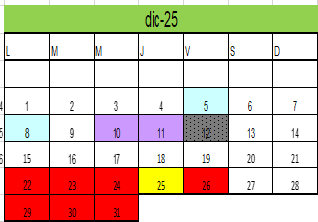 dic-25
L M M J V S D
4 1 2 3 4 5 6 7
5 8 9 10 11 12 13 14
6 15 16 17 18 19 20 21
22 23 24 25 26 27 28
29 30 31